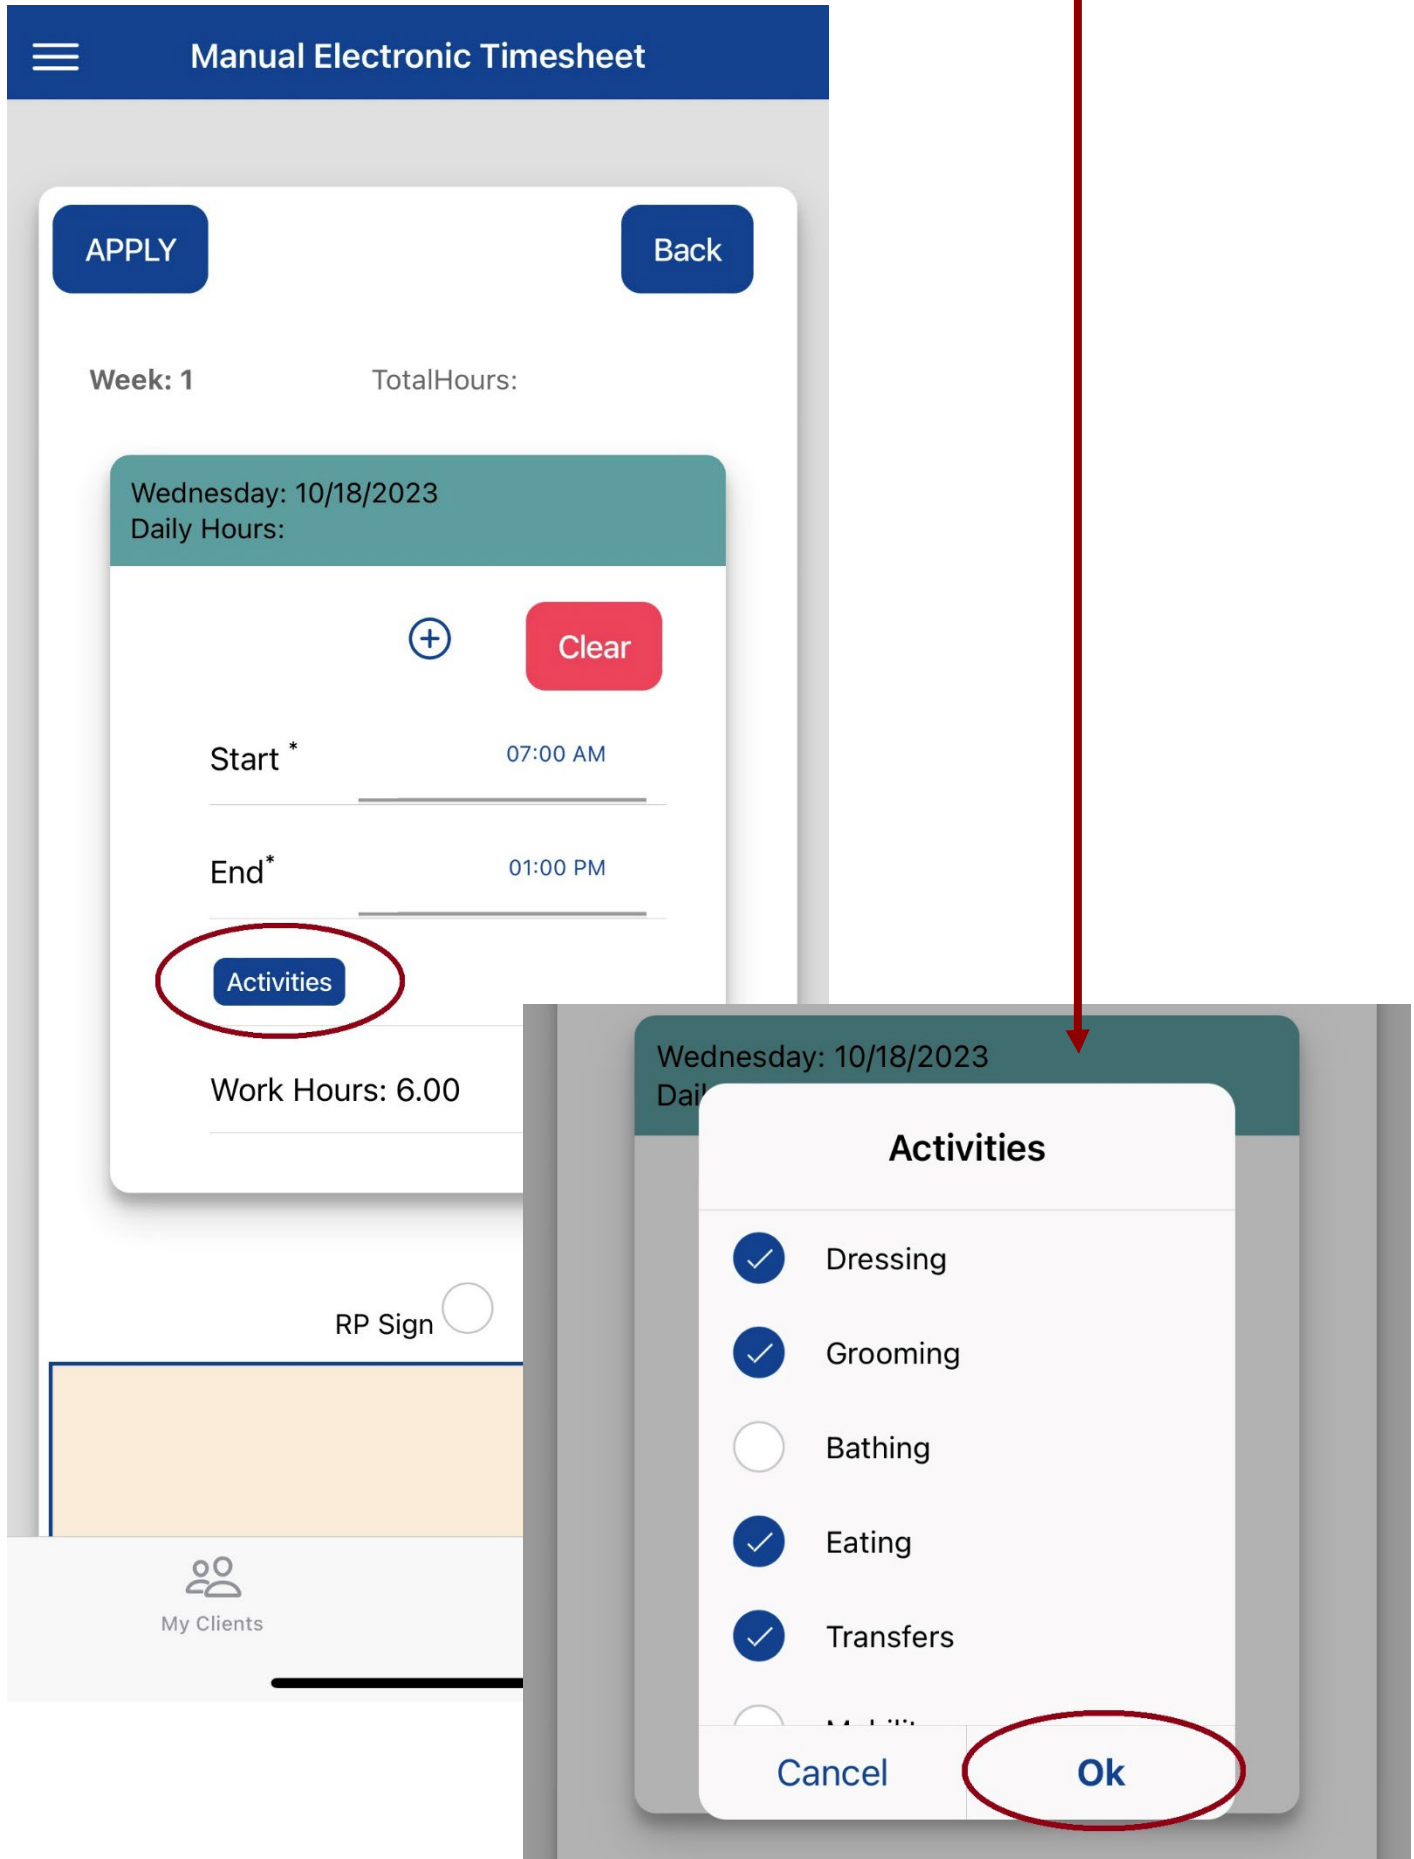 Manual Electronic Timesheet
APPLY
Back
Week: 1
TotalHours:
Wednesday: 10/18/2023
Daily Hours:
Clear
Start *
07:00 AM
End*
01:00 PM
Activities
Work Hours: 6.00
RP Sign
My Clients
Wednesday: 10/18/2023
Activities
Dressing
Grooming
Bathing
Eating
Transfers
Cancel
Ok